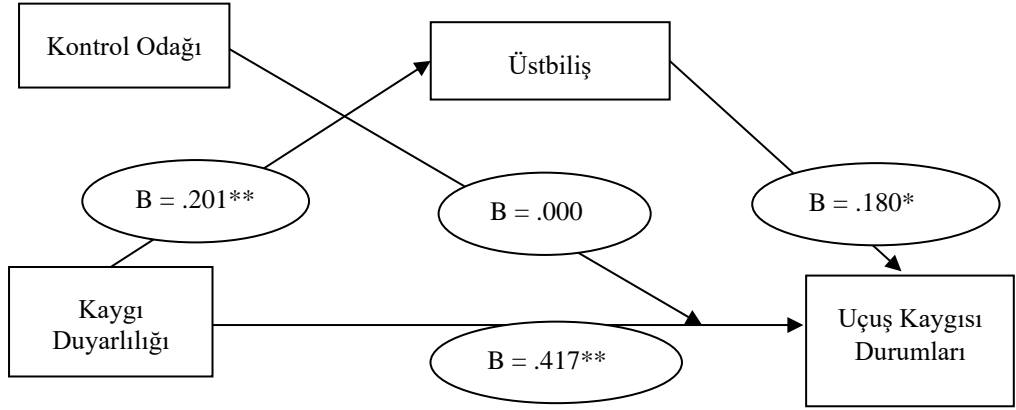 Kontrol Odağı
Üstbiliş
B = .201**
B = .000
B = .180*
Kaygı
Duyarlılığı
Uçuş Kaygısı
Durumları
B = .417**